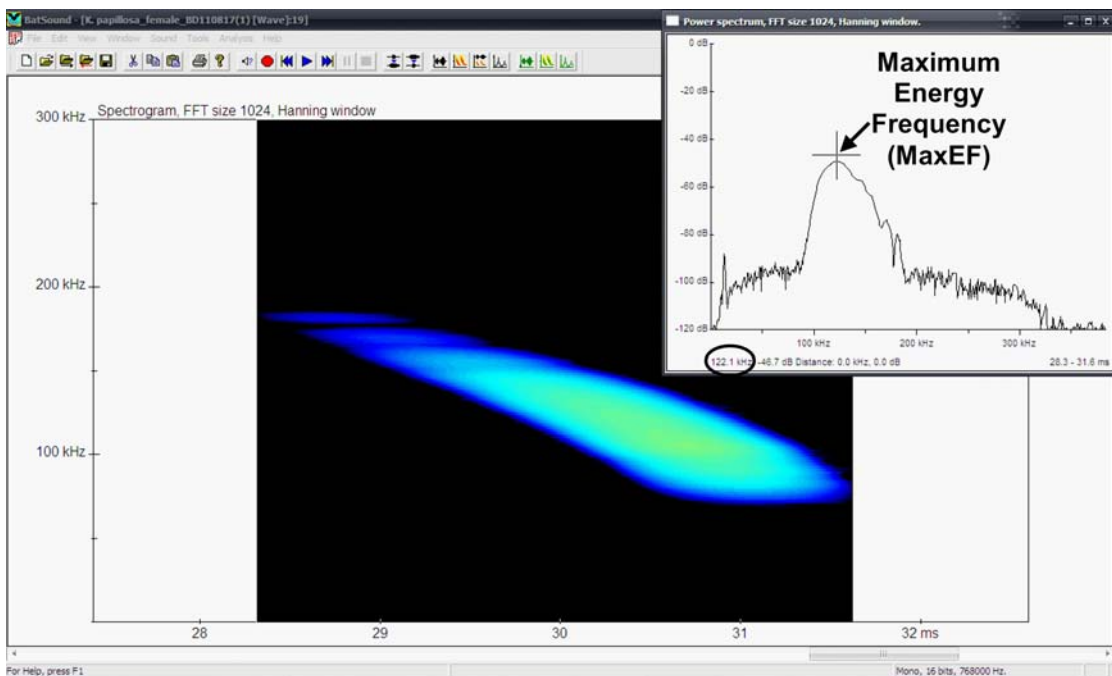 BatSound - [K. papillosa_female_BD110817(1) [Wave]:19]
File Edit View Window Sound Tools Analysis Help
Spectrogram, FFT size 1024, Hanning window
300 kHz
200 kHz
100 kHz
28
29
30
31
32 ms
Power spectrum, FFT size 1024, Hanning window.
0 dB
-20 dB
-40 dB
-60 dB
-80 dB
-100 dB
-120 dB
Maximum
Energy
Frequency
(MaxEF)
100 kHz
200 kHz
300 kHz
122.1 kHz, -46.7 dB Distance: 0.0 kHz, 0.0 dB
28.3 - 31.6 ms
For Help, press F1
Mono, 16 bits, 768000 Hz.